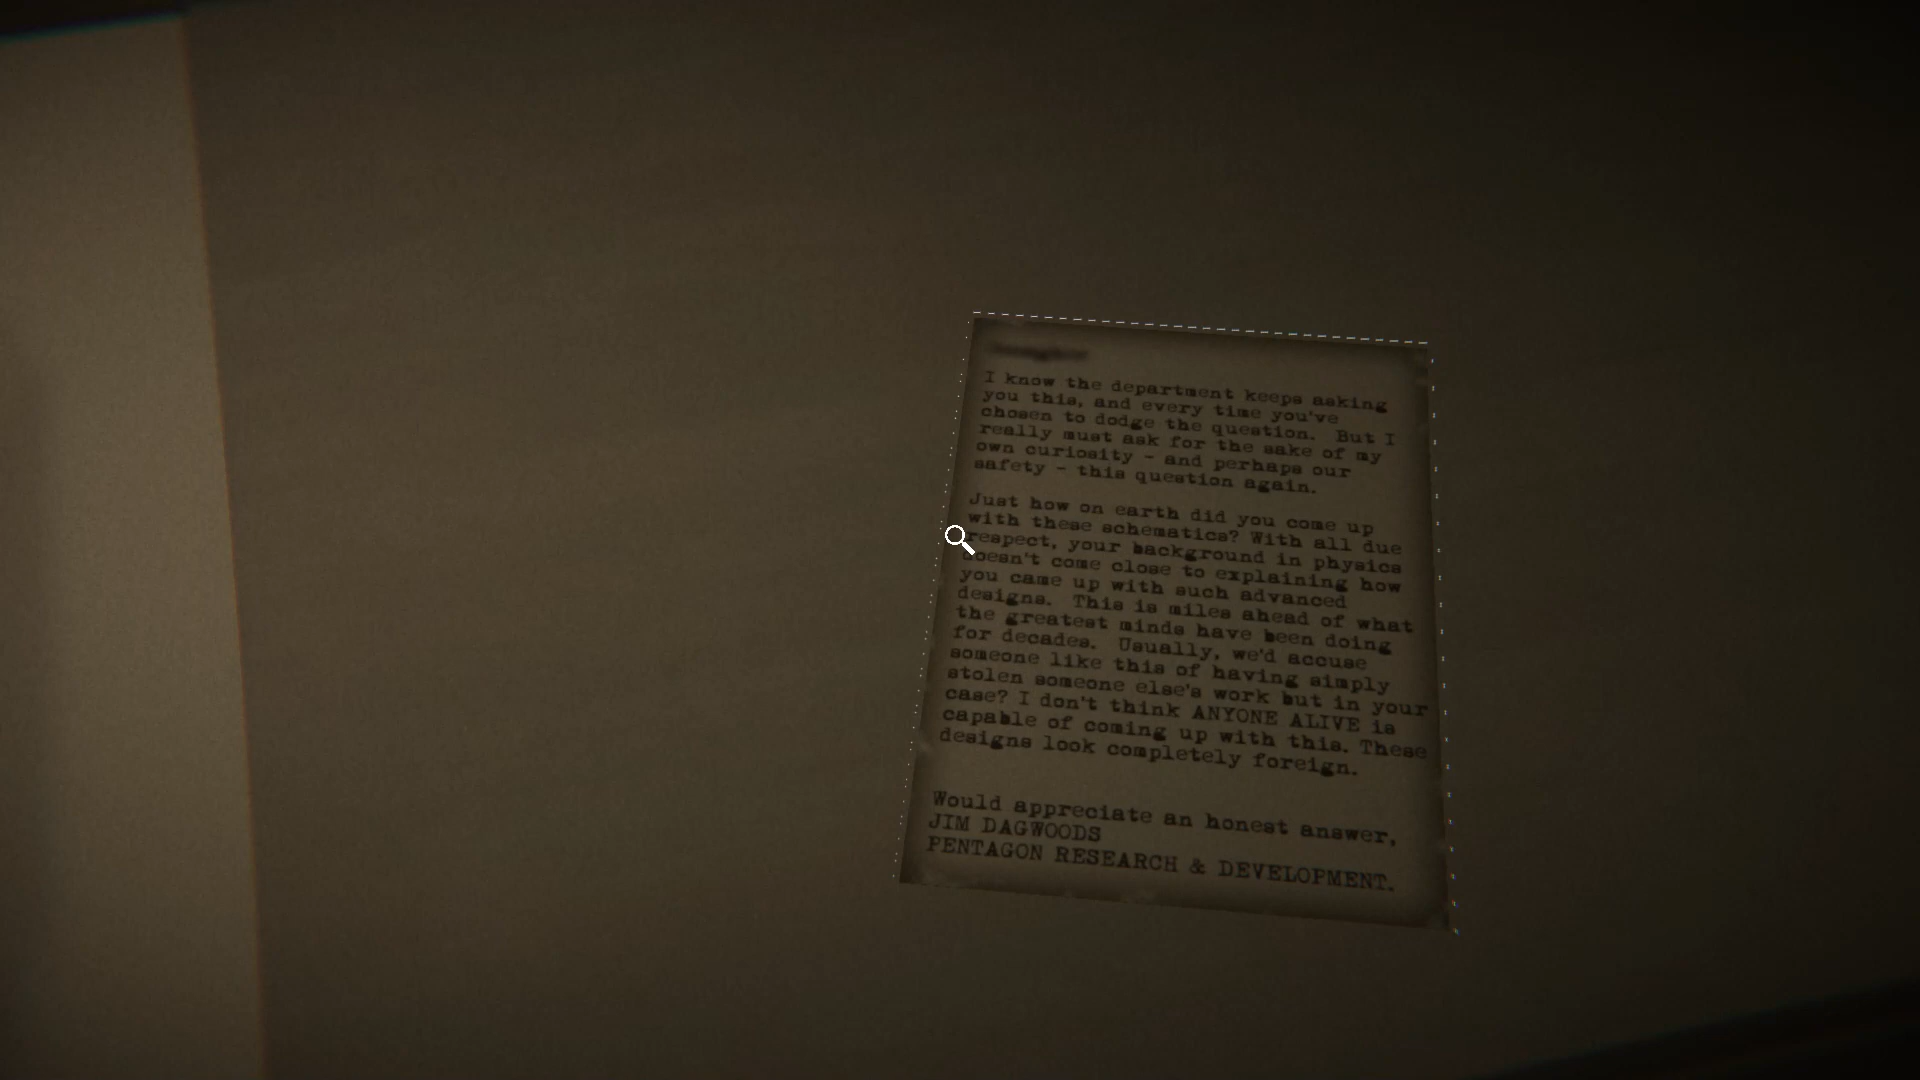 I know the department keeps asking
you this, and every time you've
chosen to dodge the question.  But I
really must ask for the sake of my
own curiosity - and perhaps our
safety - this question again.
Just how on earth did you come up
with these schematics? With all due
respect, your background in physics
doesn't come close to explaining how
you came up with such advanced
designs.  This is miles ahead of what
the greatest minds have been doing
for decades.  Usually, we'd accuse
someone like this of having simply
stolen someone else's work but in your
case? I don't think ANYONE ALIVE is
capable of coming up with this. These
designs look completely foreign.
Would appreciate an honest answer,
JIM DAGWOODS
PENTAGON RESEARCH & DEVELOPMENT.